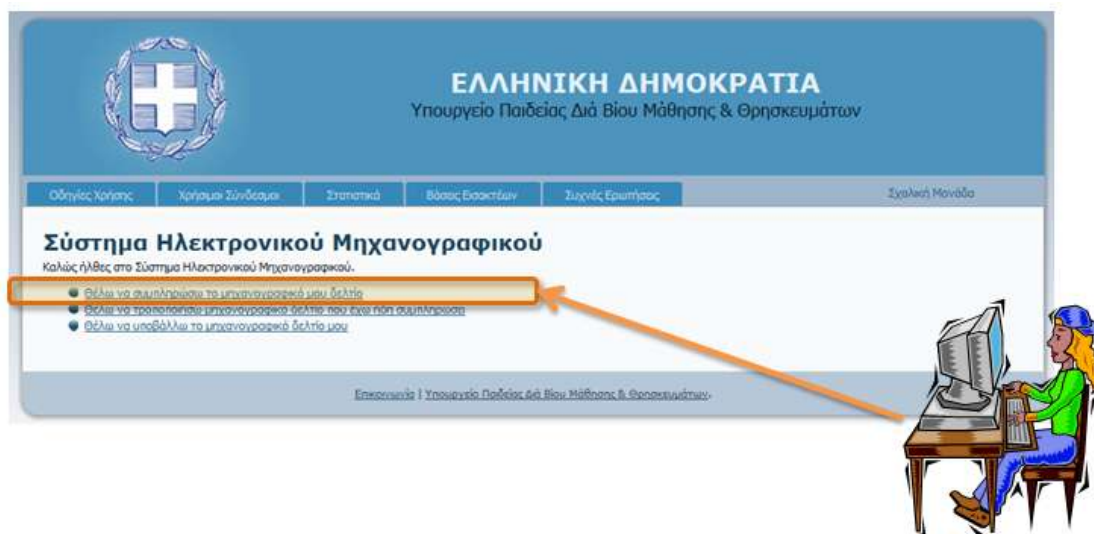 ΕΛΛΗΝΙΚΗ ΔΗΜΟΚΡΑΤΙΑ
Υπουργείο Παιδείας Διά Βίου Μάθησης & Θρησκευμάτων
Οδηγίες Χρήσης Χρήσιμοι Σύνδεσμοι Στατιστικά Βάσεις Εισακτέων Συχνές Ερωτήσεις Σχολική Μονάδα
Σύστημα Ηλεκτρονικού Μηχανογραφικού
Καλώς ήλθες στο Σύστημα Ηλεκτρονικού Μηχανογραφικού.
Θέλω να συμπληρώσω το μηχανογραφικό μου δελτίο
Θέλω να τροποποιήσω μηχανογραφικό δελτίο που έχω ήδη συμπληρώσει
Θέλω να υποβάλλω το μηχανογραφικό δελτίο μου
Επικοινωνία | Υπουργείο Παιδείας Διά Βίου Μάθησης & Θρησκευμάτων.